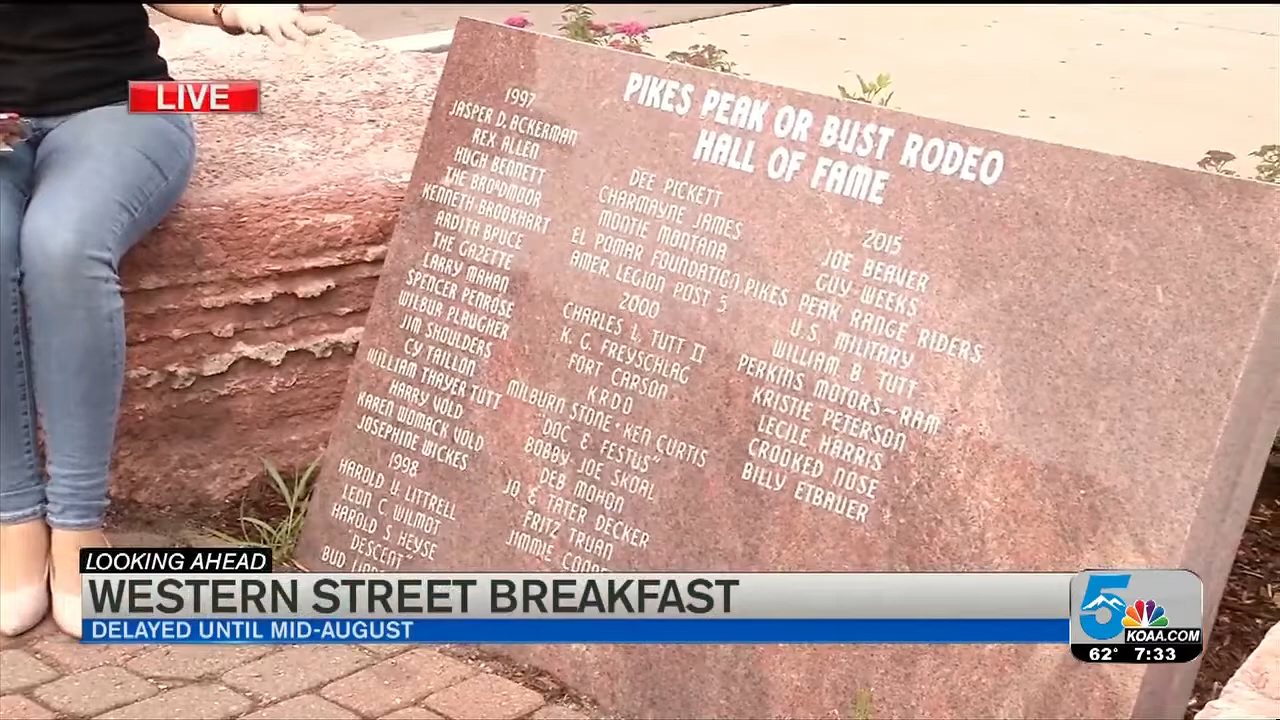 LIVE
PIKES PEAK OR BUST RODEO
HALL OF FAME
1997
JASPER D. ACKERMAN
REX ALLEN
HUGH BENNETT
THE BROADMOOR
KENNETH BROOKHART
ARDITH BRUCE
THE GAZETTE
LARRY MAHAN
SPENCER PENROSE
WILBUR PLAUGHER
JIM SHOULDERS
CY TAILLON
WILLIAM THAYER TUTT
HARRY VOLD
KAREN WOMACK VOLD
JOSEPHINE WICKES
1998
HAROLD U. LITTRELL
LEON C. WILMOT
HAROLD S. HEYSE
DESCENT"
BUD
DEE PICKETT
CHARMAYNE JAMES
MONTIE MONTANA
EL POMAR FOUNDATION
AMER. LEGION POST 5
2000
CHARLES L. TUTT II
K. G. FREYSCHLAG
FORT CARSON
KRDO
MILBURN STONE • KEN CURTIS
"DOC & FESTUS"
BOBBY-JOE SKOAL
DEB MOHON
JO & TATER DECKER
FRITZ TRUAN
JIMMIE
2015
JOE BEAVER
GUY WEEKS
PIKES PEAK RANGE RIDERS
U.S. MILITARY
WILLIAM B. TUTT
PERKINS MOTORS~RAM
KRISTIE PETERSON
LECILE HARRIS
CROOKED NOSE
BILLY ETBAUER
LOOKING AHEAD
WESTERN STREET BREAKFAST
DELAYED UNTIL MID-AUGUST
5
KOAA.COM
62° 7:33